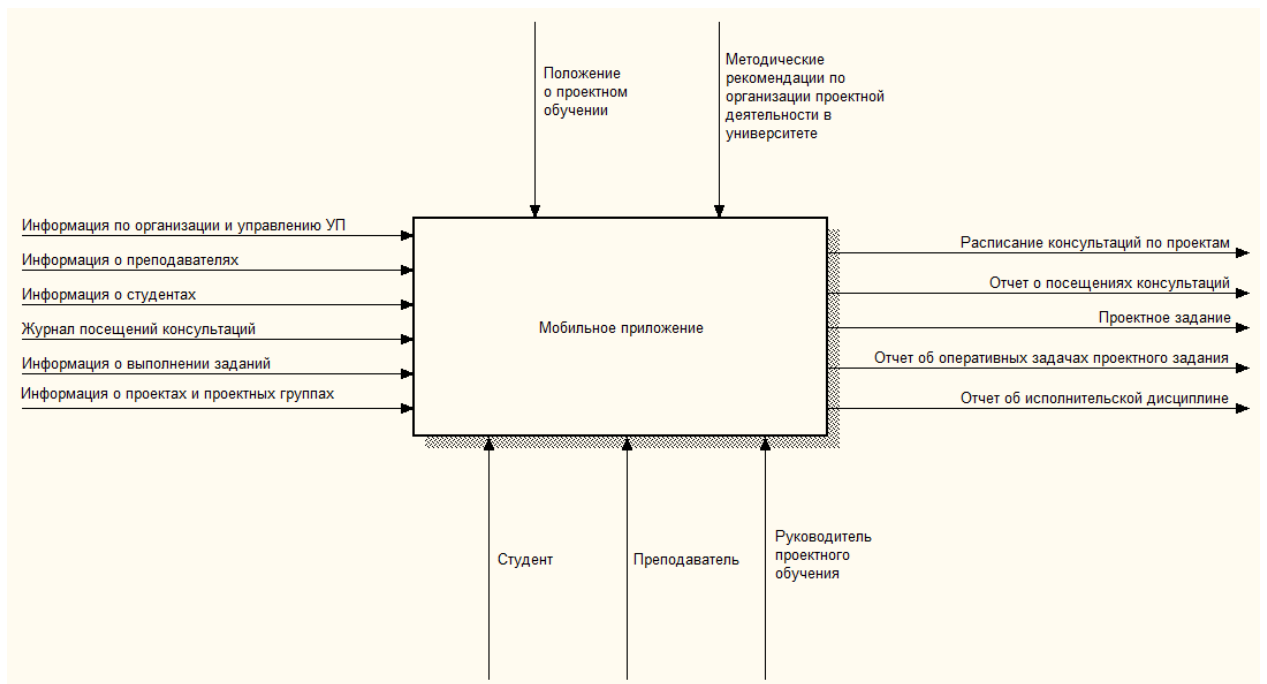 Положение
о проектном
обучении
Методические
рекомендации по
организации проектной
деятельности в
университете
Информация по организации и управлению УП
Информация о преподавателях
Информация о студентах
Журнал посещений консультаций
Информация о выполнении заданий
Информация о проектах и проектных группах
Мобильное приложение
Расписание консультаций по проектам
Отчет о посещениях консультаций
Проектное задание
Отчет об оперативных задачах проектного задания
Отчет об исполнительской дисциплине
Студент
Преподаватель
Руководитель
проектного
обучения